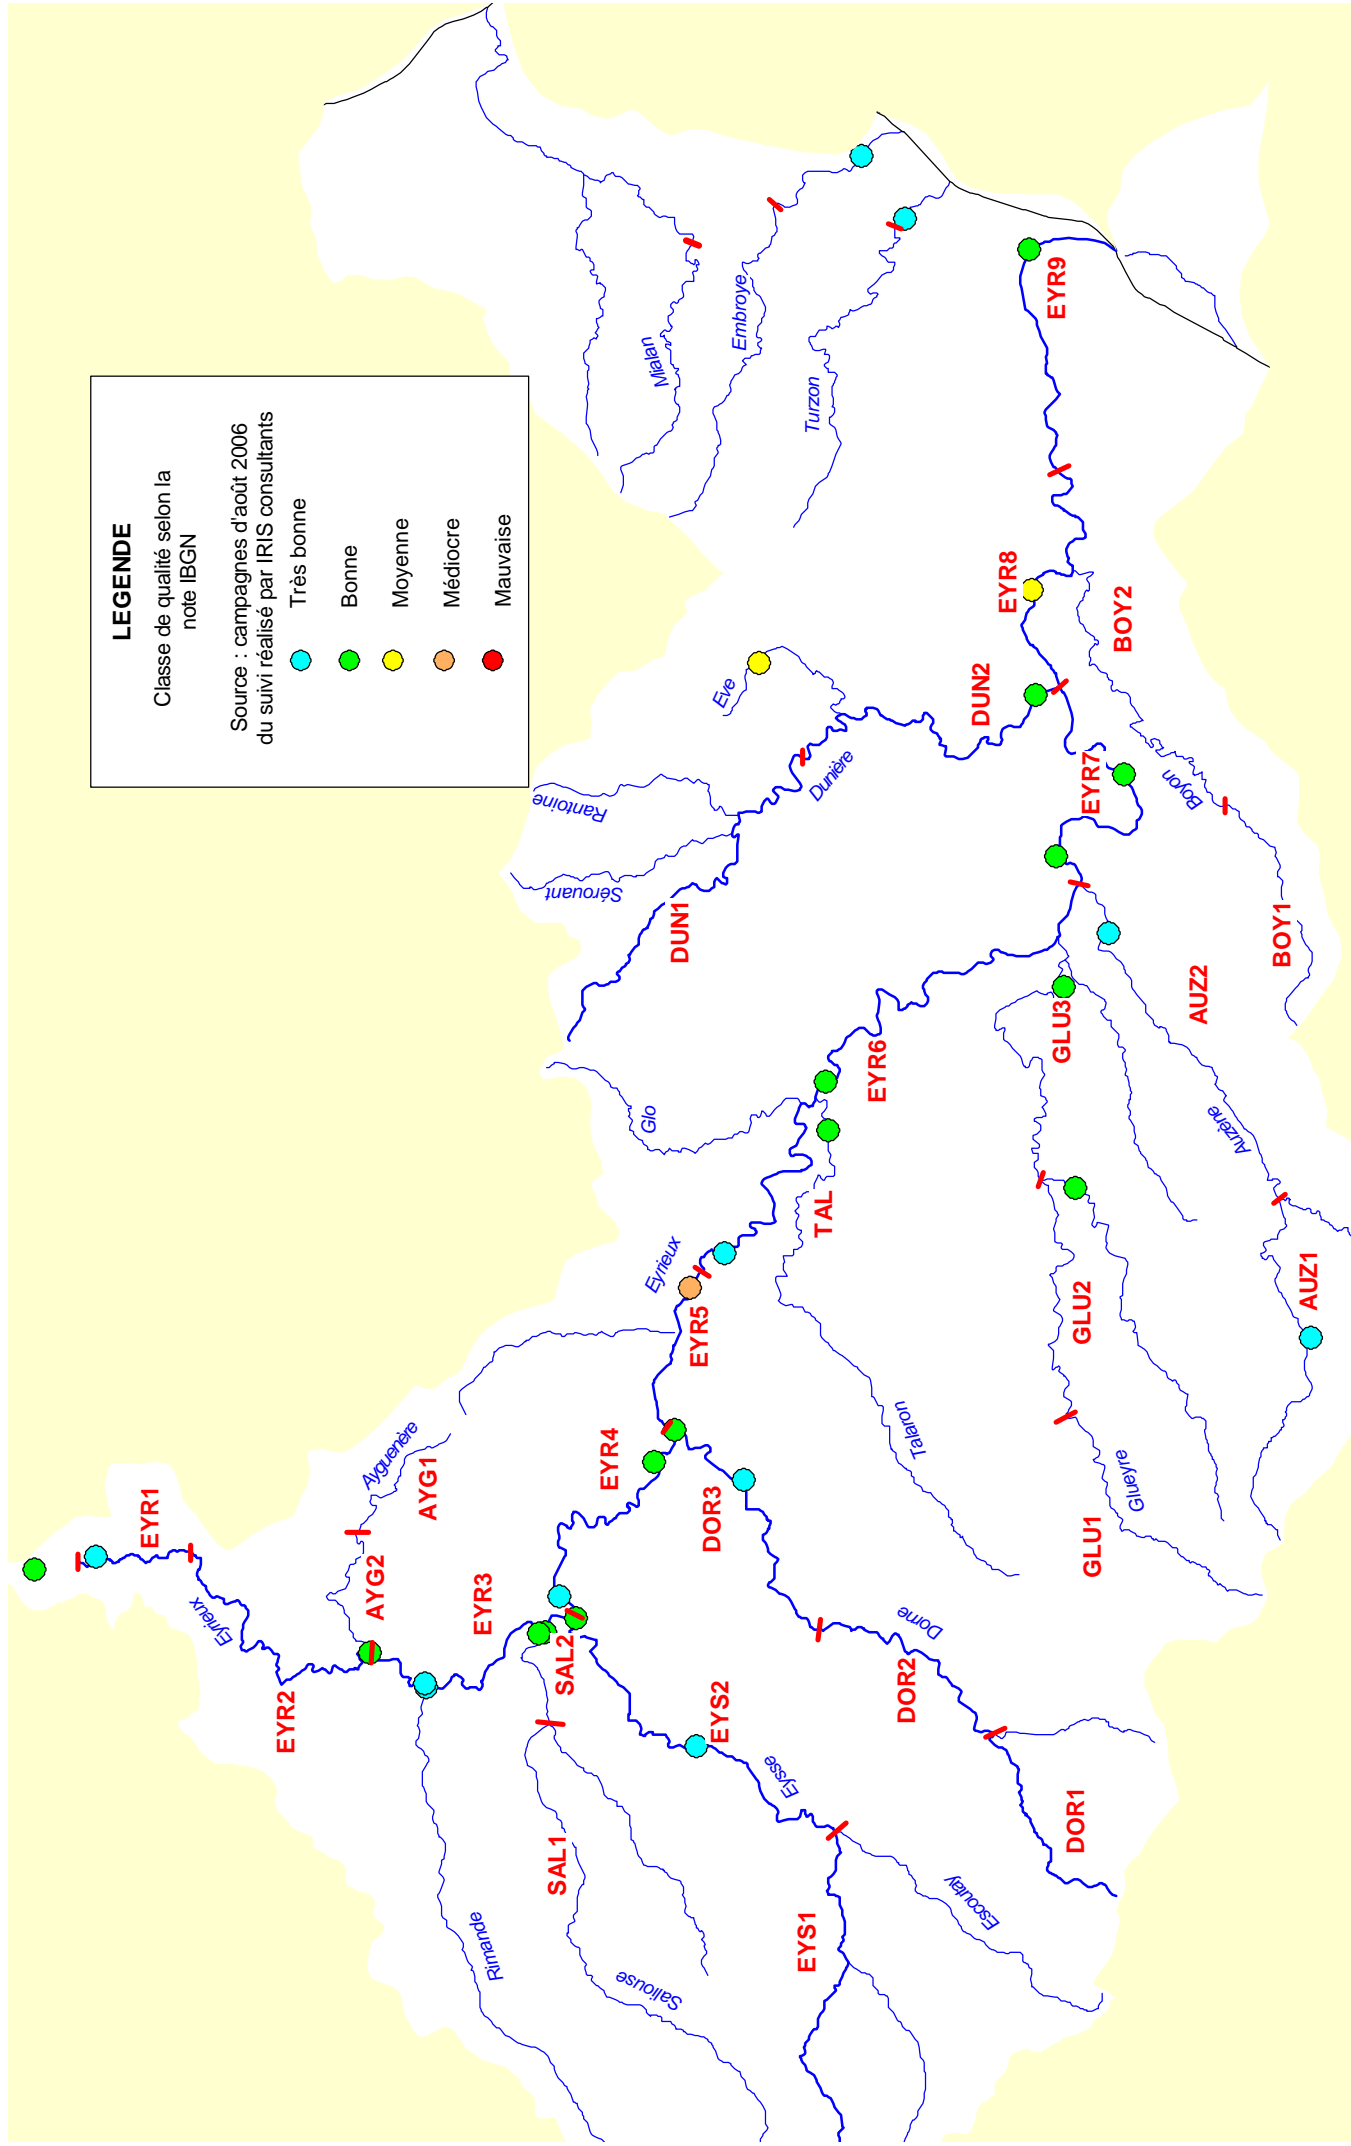 LEGENDE
Classe de qualité selon la
note IBGN
Source : campagnes d'août 2006
du suivi réalisé par IRIS consultants
Très bonne
Bonne
Moyenne
Médiocre
Mauvaise
EYR1
Eyrieux
EYR2
Ayguenère
AYG1
AYG2
EYR3
Rimande
SAL2
SAL1
Saliouse
EYS2
Eysse
EYS1
Escoutay
EYR4
DOR3
Dorne
DOR2
DOR1
EYR5
Eyrieux
Glo
TAL
Talaron
EYR6
GLU3
GLU2
GLU1
Glueyre
AUZ2
Auzène
AUZ1
DUN1
Sérouant
Rantoine
Dunière
Eve
DUN2
EYR7
Boyon
BOY1
BOY2
EYR8
EYR9
Mialan
Embroye
Turzon